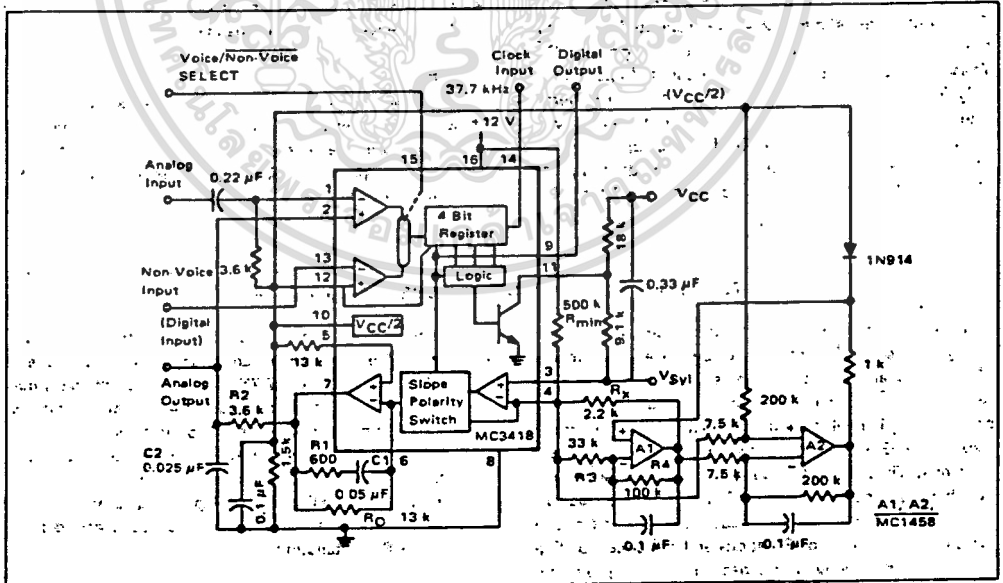 Voice/Non-Voice
SELECT
Clock
Input
37.7 kHz
Digital
Output
(VCC/2)
+12 V
15
16
14
Analog
Input
0.22 µF
1
2
4 Bit
Register
VCC
9
Logic
11
18 k
0.33 µF
1N914
Non-Voice
Input
(Digital
Input)
3.6 k
13
12
10
VCC/2
500 k
Rmin
9.1 k
5
13 k
7
Slope
Polarity
Switch
3
4
VSyl
1 k
Analog
Output
R2
3.6 k
MC3418
Rx
2.2 k
200 k
C2
0.025 µF
R1
600
C1
6
8
33 k
R3
A1
R4
100 k
7.5 k
7.5 k
A2
200 k
0.1 µF
1.5k
0.05 µF
RO
13 k
0.1 µF
0.1 µF
A1, A2,
MC1458